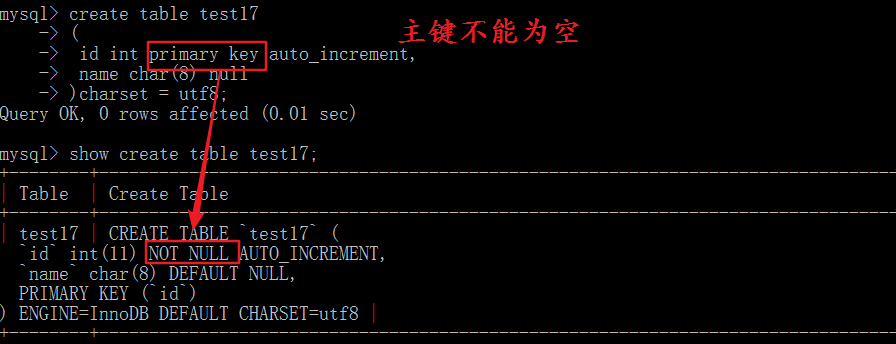 mysql> create table test17
主键不能为空
-> (
-> id int primary key auto_increment,
-> name char(8) null
-> )charset = utf8;
Query OK, 0 rows affected (0.01 sec)
mysql> show create table test17;
+--------+----------------------------------------
| Table | Create Table
+--------+----------------------------------------
| test17 | CREATE TABLE `test17` (
`id` int(11) NOT NULL AUTO_INCREMENT,
`name` char(8) DEFAULT NULL,
PRIMARY KEY (`id`)
) ENGINE=InnoDB DEFAULT CHARSET=utf8 |
+--------+----------------------------------------